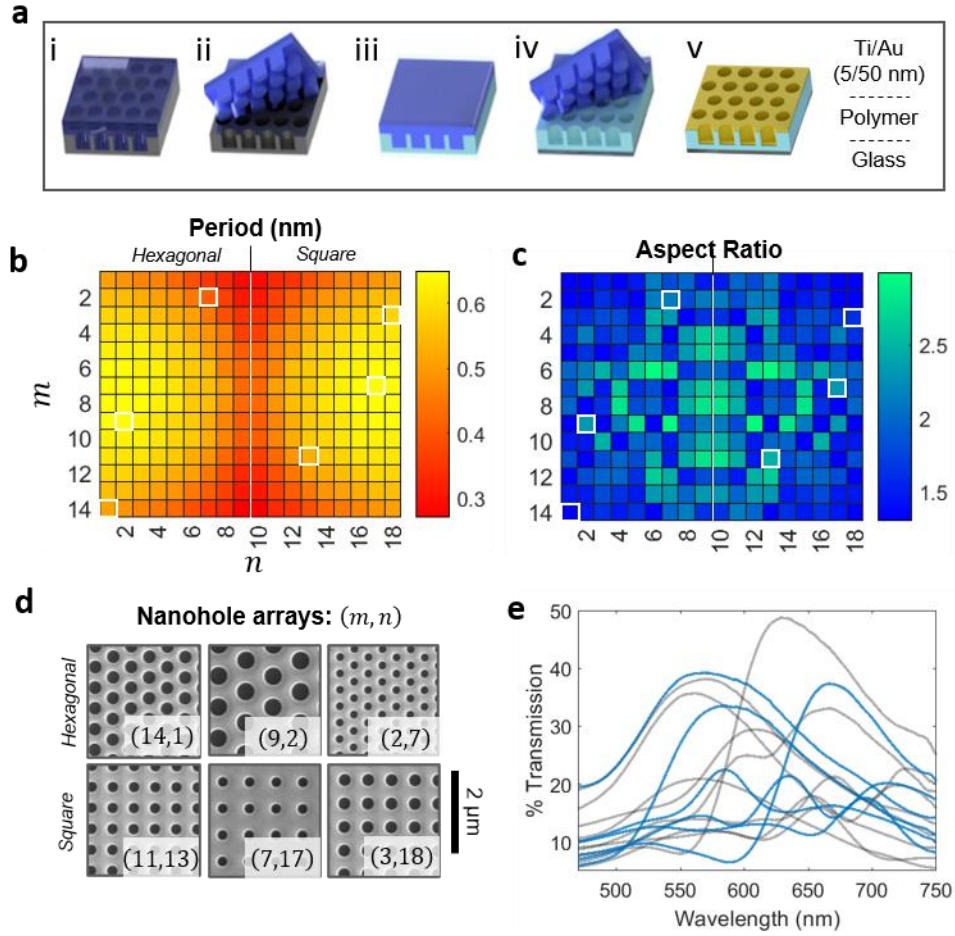 a
i ii iii iv v
Ti/Au
(5/50 nm)
Polymer
Glass
Period (nm)
Hexagonal Square
b
m
2
4
6
8
10
12
14
2 4 6 8 10 12 14 16 18
n
0.6
0.5
0.4
0.3
Aspect Ratio
c
2
4
6
8
10
12
14
2 4 6 8 10 12 14 16 18
2.5
2
1.5
d
Nanohole arrays: (m, n)
Hexagonal
(14,1) (9,2) (2,7)
Square
(11,13) (7,17) (3,18)
2 μm
e
% Transmission
50
40
30
20
10
500 550 600 650 700 750
Wavelength (nm)